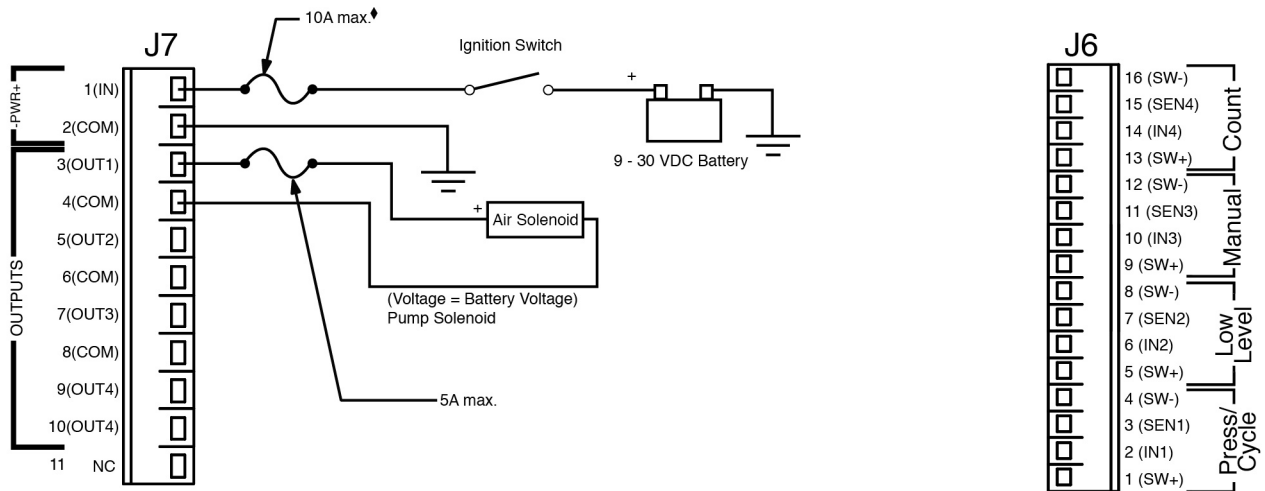 10A max.♦
J7
Ignition Switch
J6
-PWR+
1(IN)
2(COM)
+
9 - 30 VDC Battery
OUTPUTS
3(OUT1)
4(COM)
5(OUT2)
6(COM)
7(OUT3)
8(COM)
9(OUT4)
10(OUT4)
11 NC
+
Air Solenoid
(Voltage = Battery Voltage)
Pump Solenoid
5A max.
16 (SW-)
15 (SEN4)
14 (IN4)
13 (SW+)
Count
12 (SW-)
11 (SEN3)
10 (IN3)
9 (SW+)
Manual
8 (SW-)
7 (SEN2)
6 (IN2)
5 (SW+)
Low
Level
4 (SW-)
3 (SEN1)
2 (IN1)
1 (SW+)
Press/
Cycle